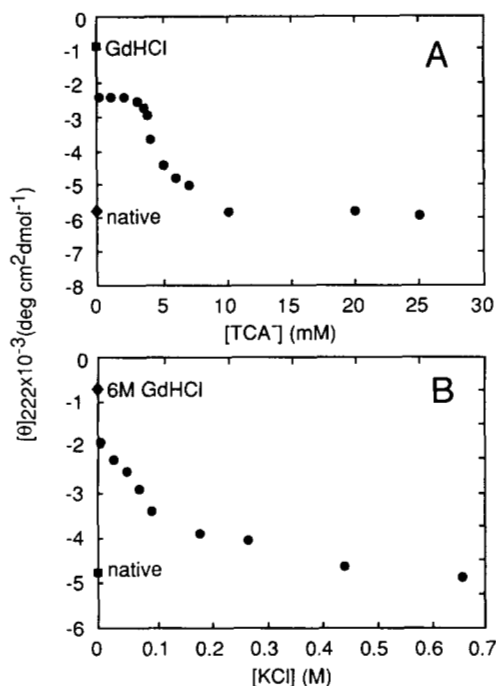 0
-1
-2
-3
-4
-5
-6
-7
-8
GdHCl
A
native
0 5 10 15 20 25 30
[TCA⁻] (mM)
[θ]222x10⁻³(deg cm²dmol⁻¹)
0
-1
-2
-3
-4
-5
-6
6M GdHCl
B
native
0 0.1 0.2 0.3 0.4 0.5 0.6 0.7
[KCl] (M)